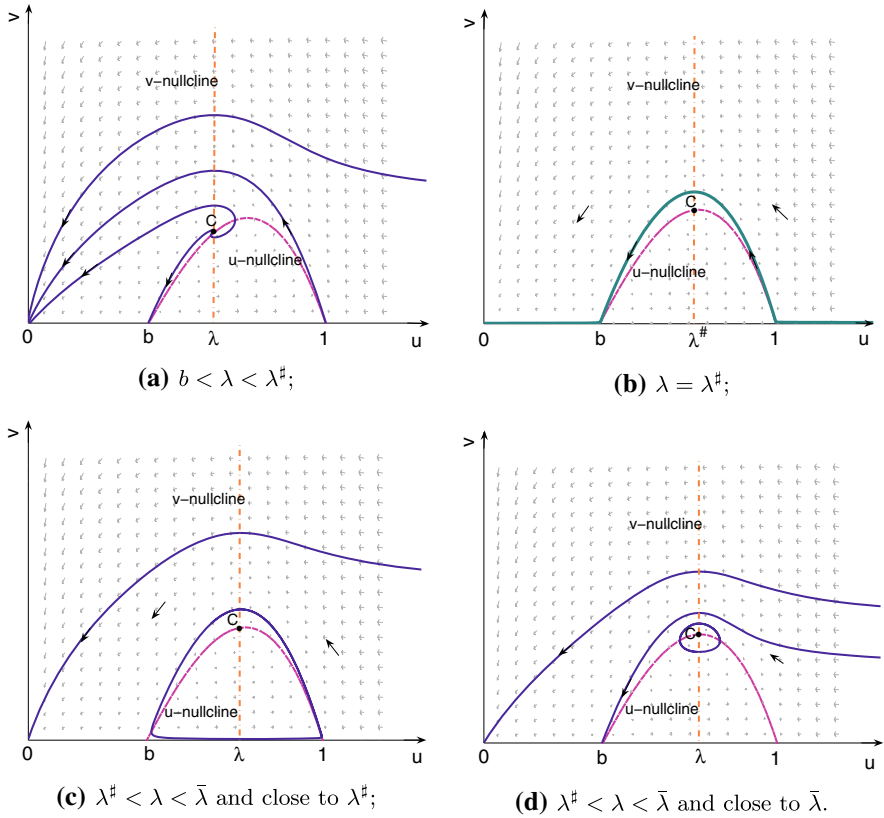 v
v−nullcline
C
u−nullcline
0
b
λ
1
u
(a) b < λ < λ♯;
v
v−nullcline
C
u−nullcline
0
b
λ#
1
u
(b) λ = λ♯;
v
v−nullcline
C
u−nullcline
0
b
λ
1
u
(c) λ♯ < λ < λ̄ and close to λ♯;
v
v−nullcline
C
u−nullcline
0
b
λ
1
u
(d) λ♯ < λ < λ̄ and close to λ̄.